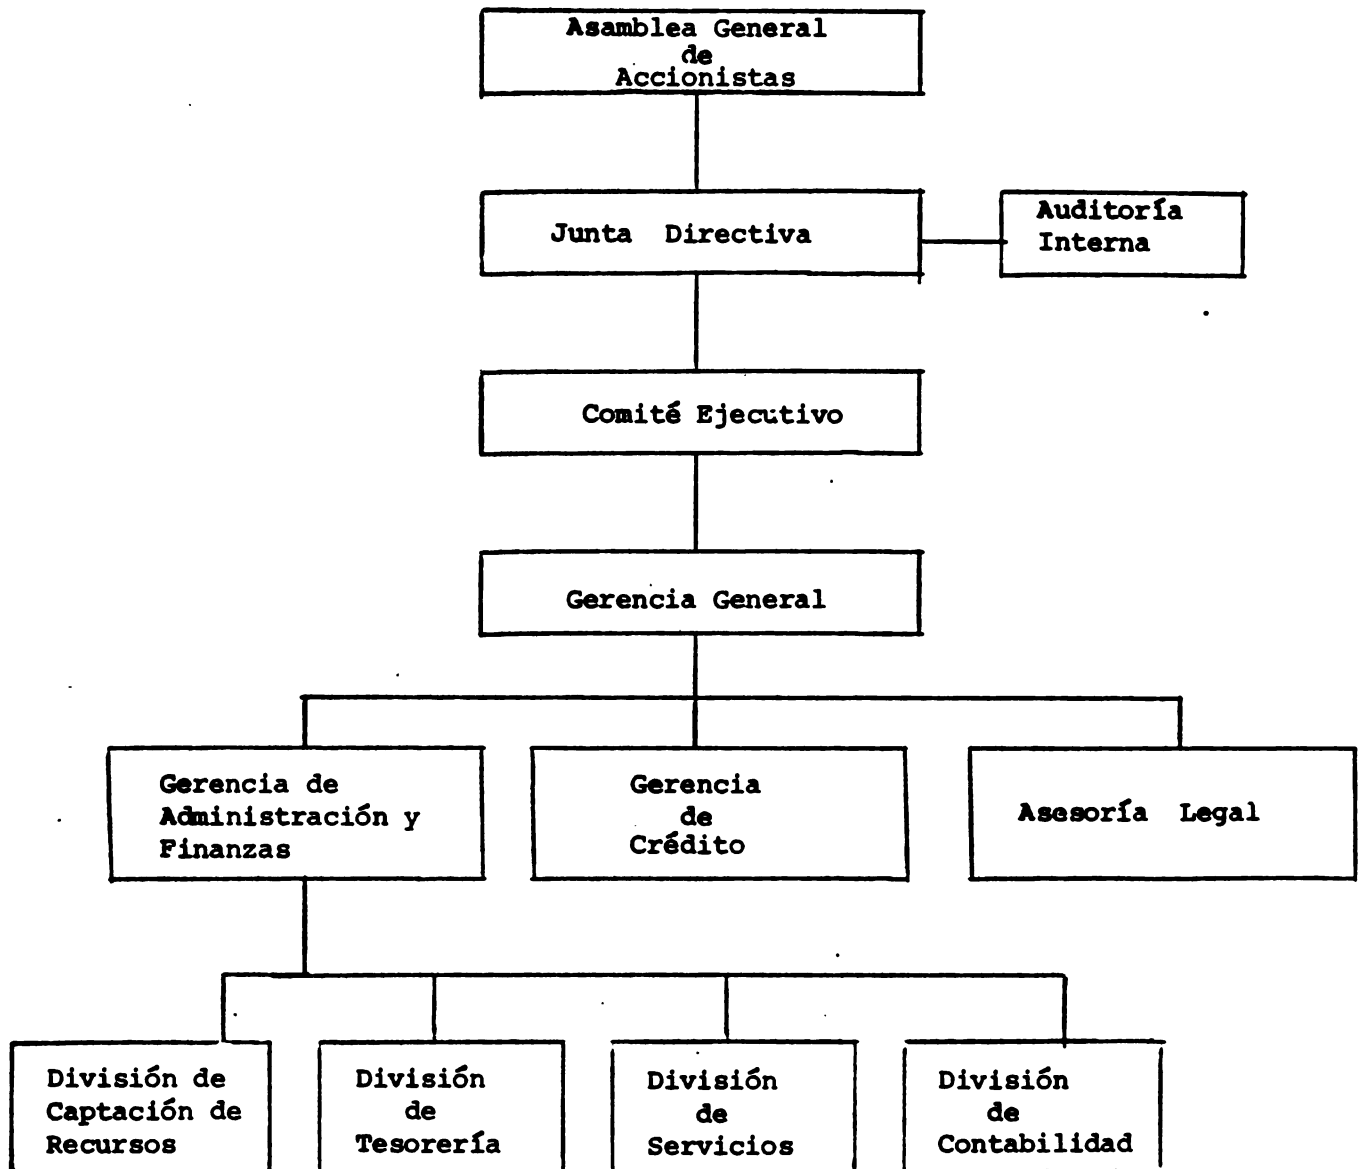 Asamblea General
de
Accionistas
Junta Directiva
Auditoría
Interna
Comité Ejecutivo
Gerencia General
Gerencia de
Administración y
Finanzas
Gerencia
de
Crédito
Asesoría Legal
División de
Captación de
Recursos
División
de
Tesorería
División
de
Servicios
División
de
Contabilidad